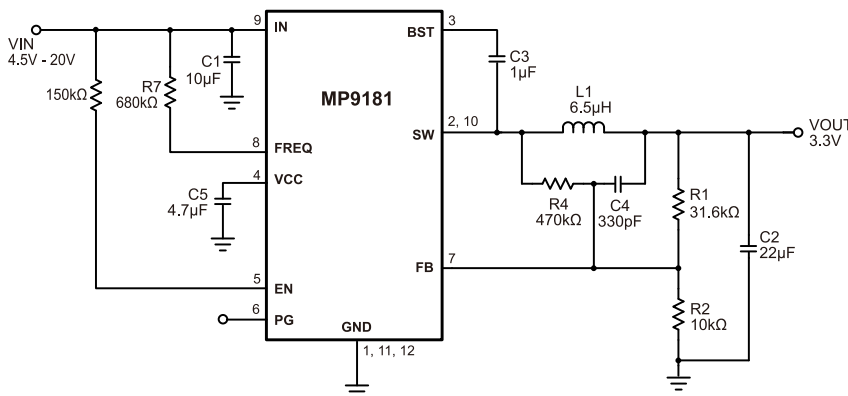 VIN
4.5V - 20V
150kΩ
R7
680kΩ
C1
10µF
9
IN
8
FREQ
4
VCC
C5
4.7µF
5
EN
6
PG
MP9181
GND
1, 11, 12
3
BST
C3
1µF
2, 10
SW
L1
6.5µH
R4
470kΩ
C4
330pF
7
FB
R1
31.6kΩ
R2
10kΩ
C2
22µF
VOUT
3.3V